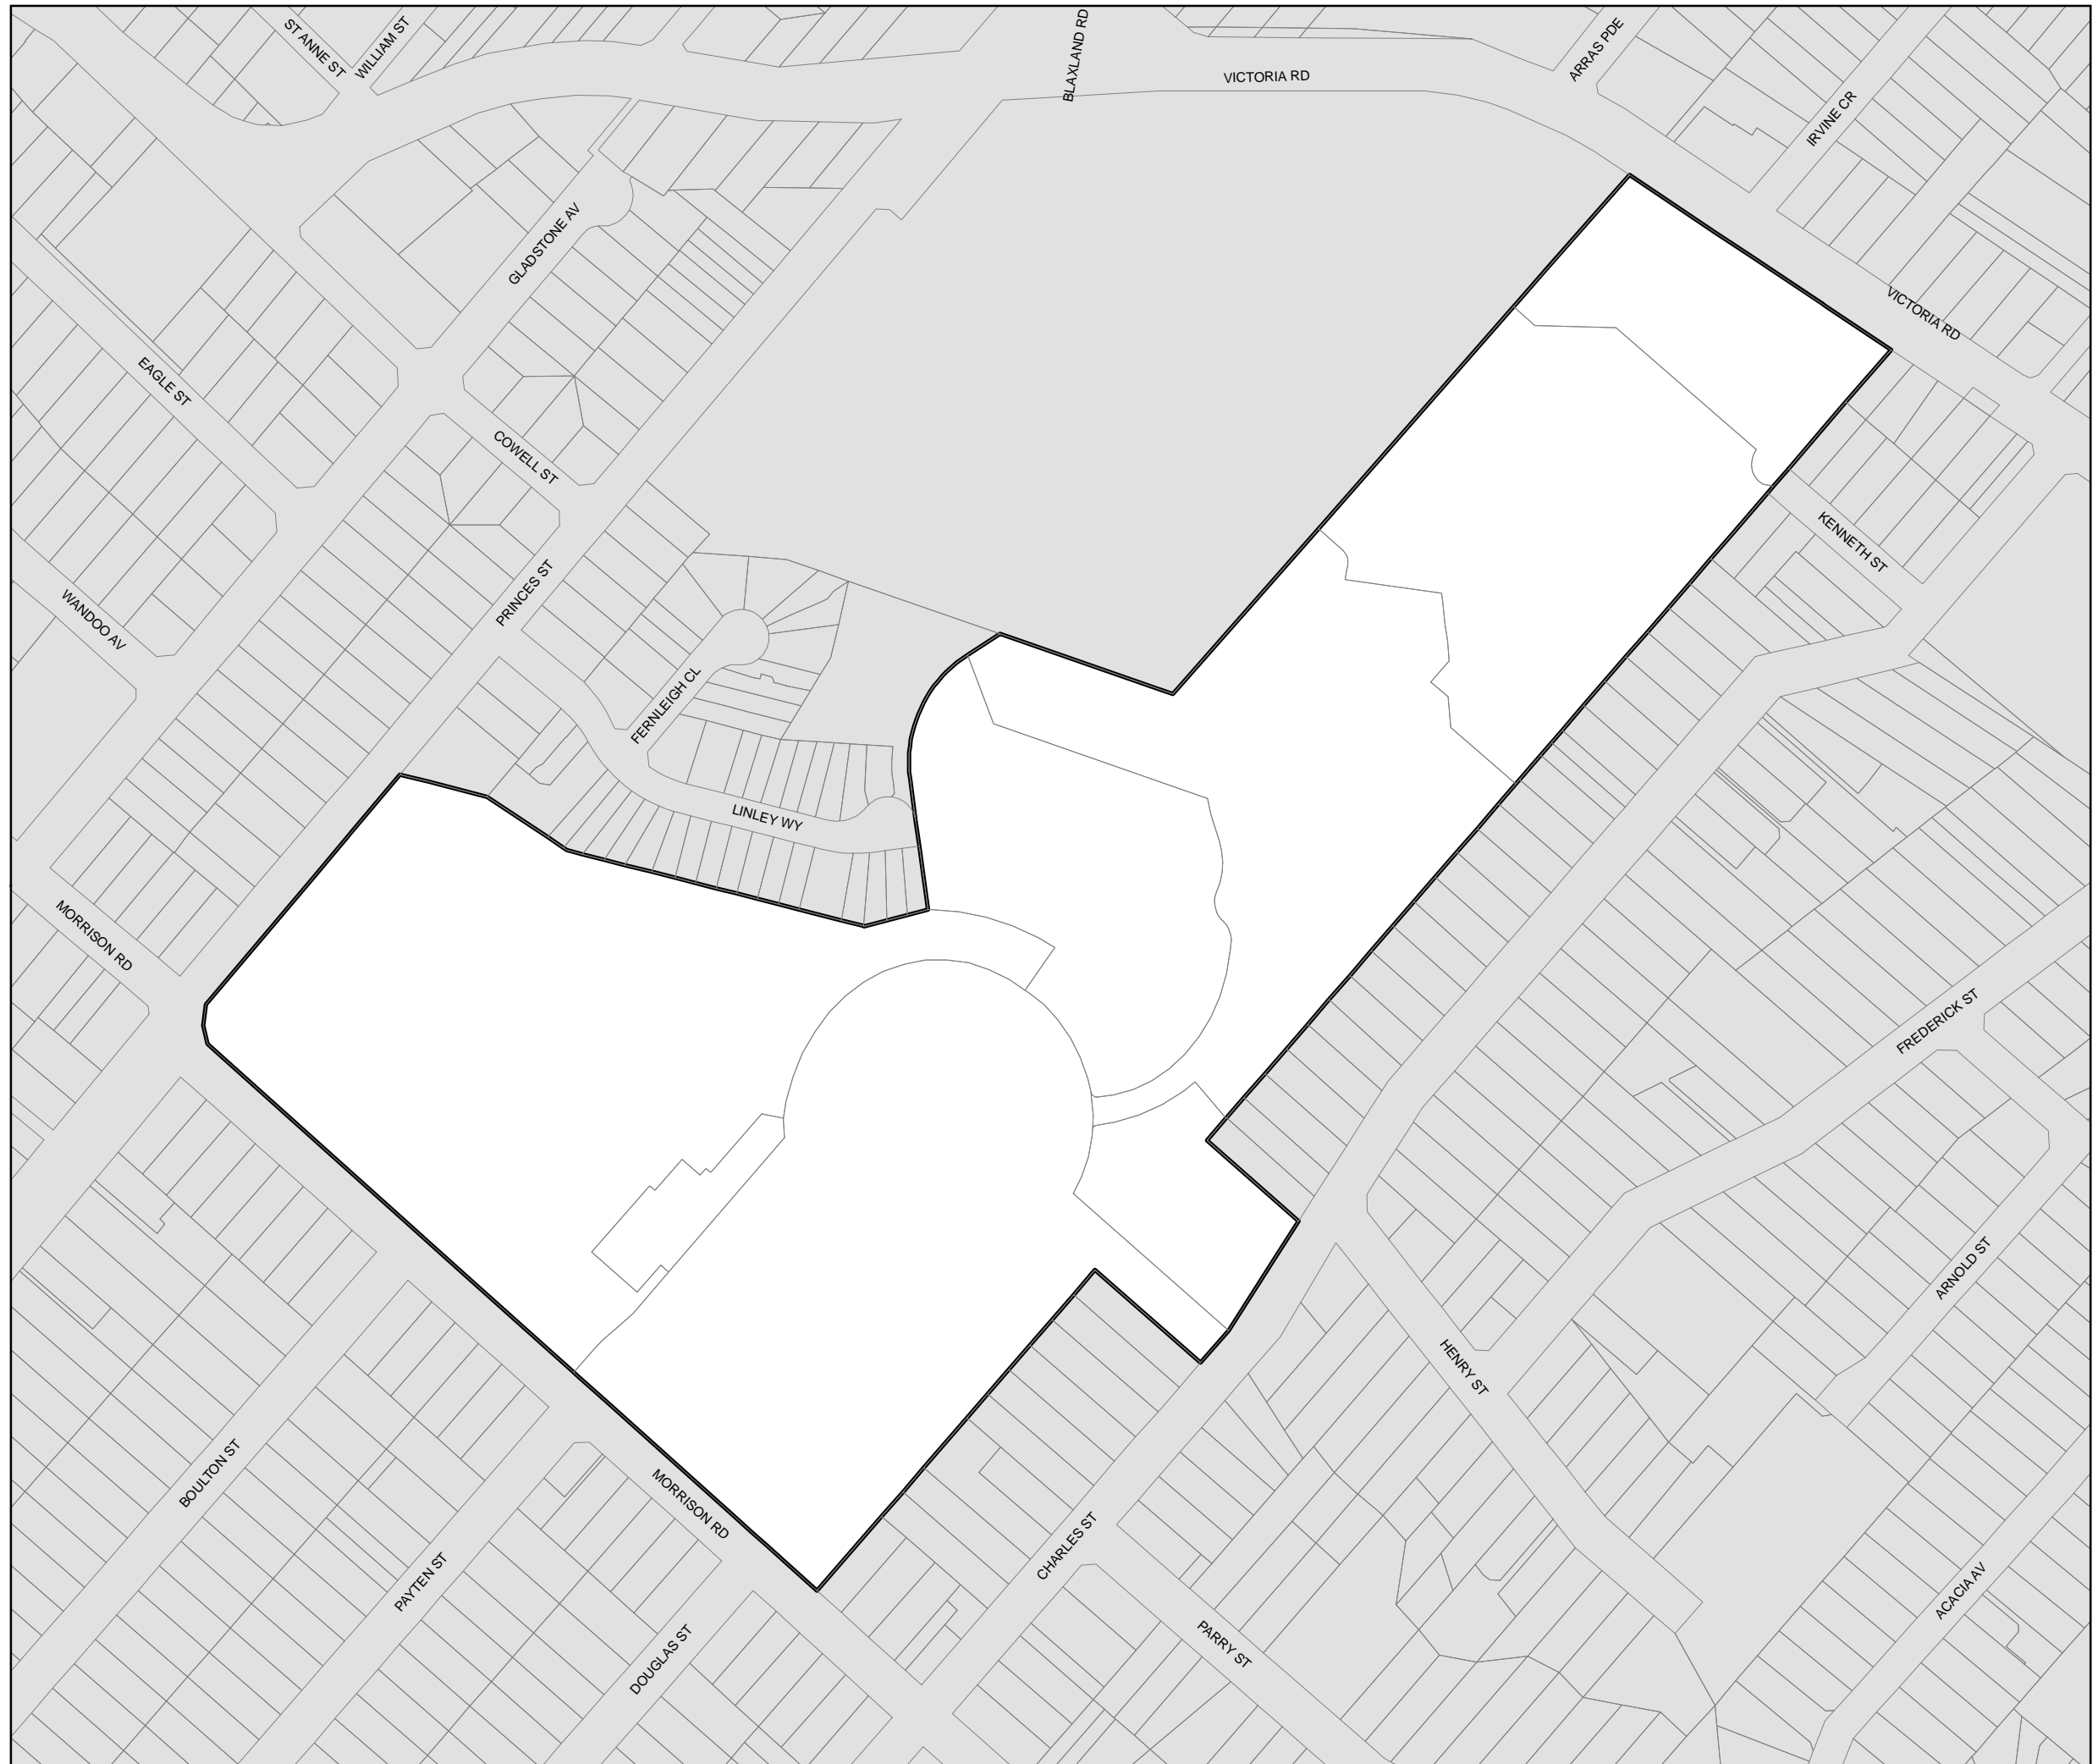 ST ANNE ST
WILLIAM ST
BLAXLAND RD
VICTORIA RD
ARRAS PDE
IRVINE CR
GLADSTONE AV
VICTORIA RD
EAGLE ST
COWELL ST
KENNETH ST
PRINCES ST
WANDOO AV
FERNLEIGH CL
LINLEY WY
MORRISON RD
FREDERICK ST
ARNOLD ST
HENRY ST
BOULTON ST
MORRISON RD
CHARLES ST
PAYTEN ST
ACACIA AV
PARRY ST
DOUGLAS ST